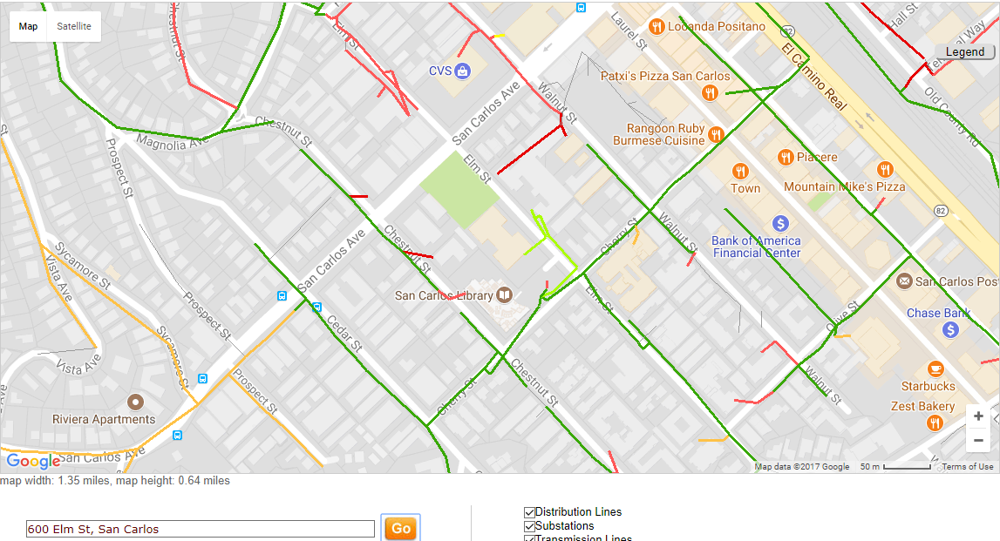 Map
Satellite
Chestnut St
Elm St
CVS
San Carlos Ave
Walnut St
Laurel St
Locanda Positano
82
El Camino Real
Hall St
Legend
Old County Rd
Patxi's Pizza San Carlos
Rangoon Ruby
Burmese Cuisine
Piacere
Town
Mountain Mike's Pizza
82
Magnolia Ave
Chestnut St
Prospect St
Elm St
Cherry St
Walnut St
Bank of America
Financial Center
San Carlos Ave
Chestnut St
San Carlos Library
Sycamore St
Vista Ave
Prospect St
Elm St
San Carlos Post
Chase Bank
Olive St
Cedar St
Sycamore St
Vista Ave
Prospect St
Cherry St
Chestnut St
Walnut St
Starbucks
Zest Bakery
Riviera Apartments
San Carlos Ave
Google
Map data ©2017 Google
50 m
Terms of Use
map width: 1.35 miles, map height: 0.64 miles
600 Elm St, San Carlos
Go
Distribution Lines
Substations
Transmission Lines